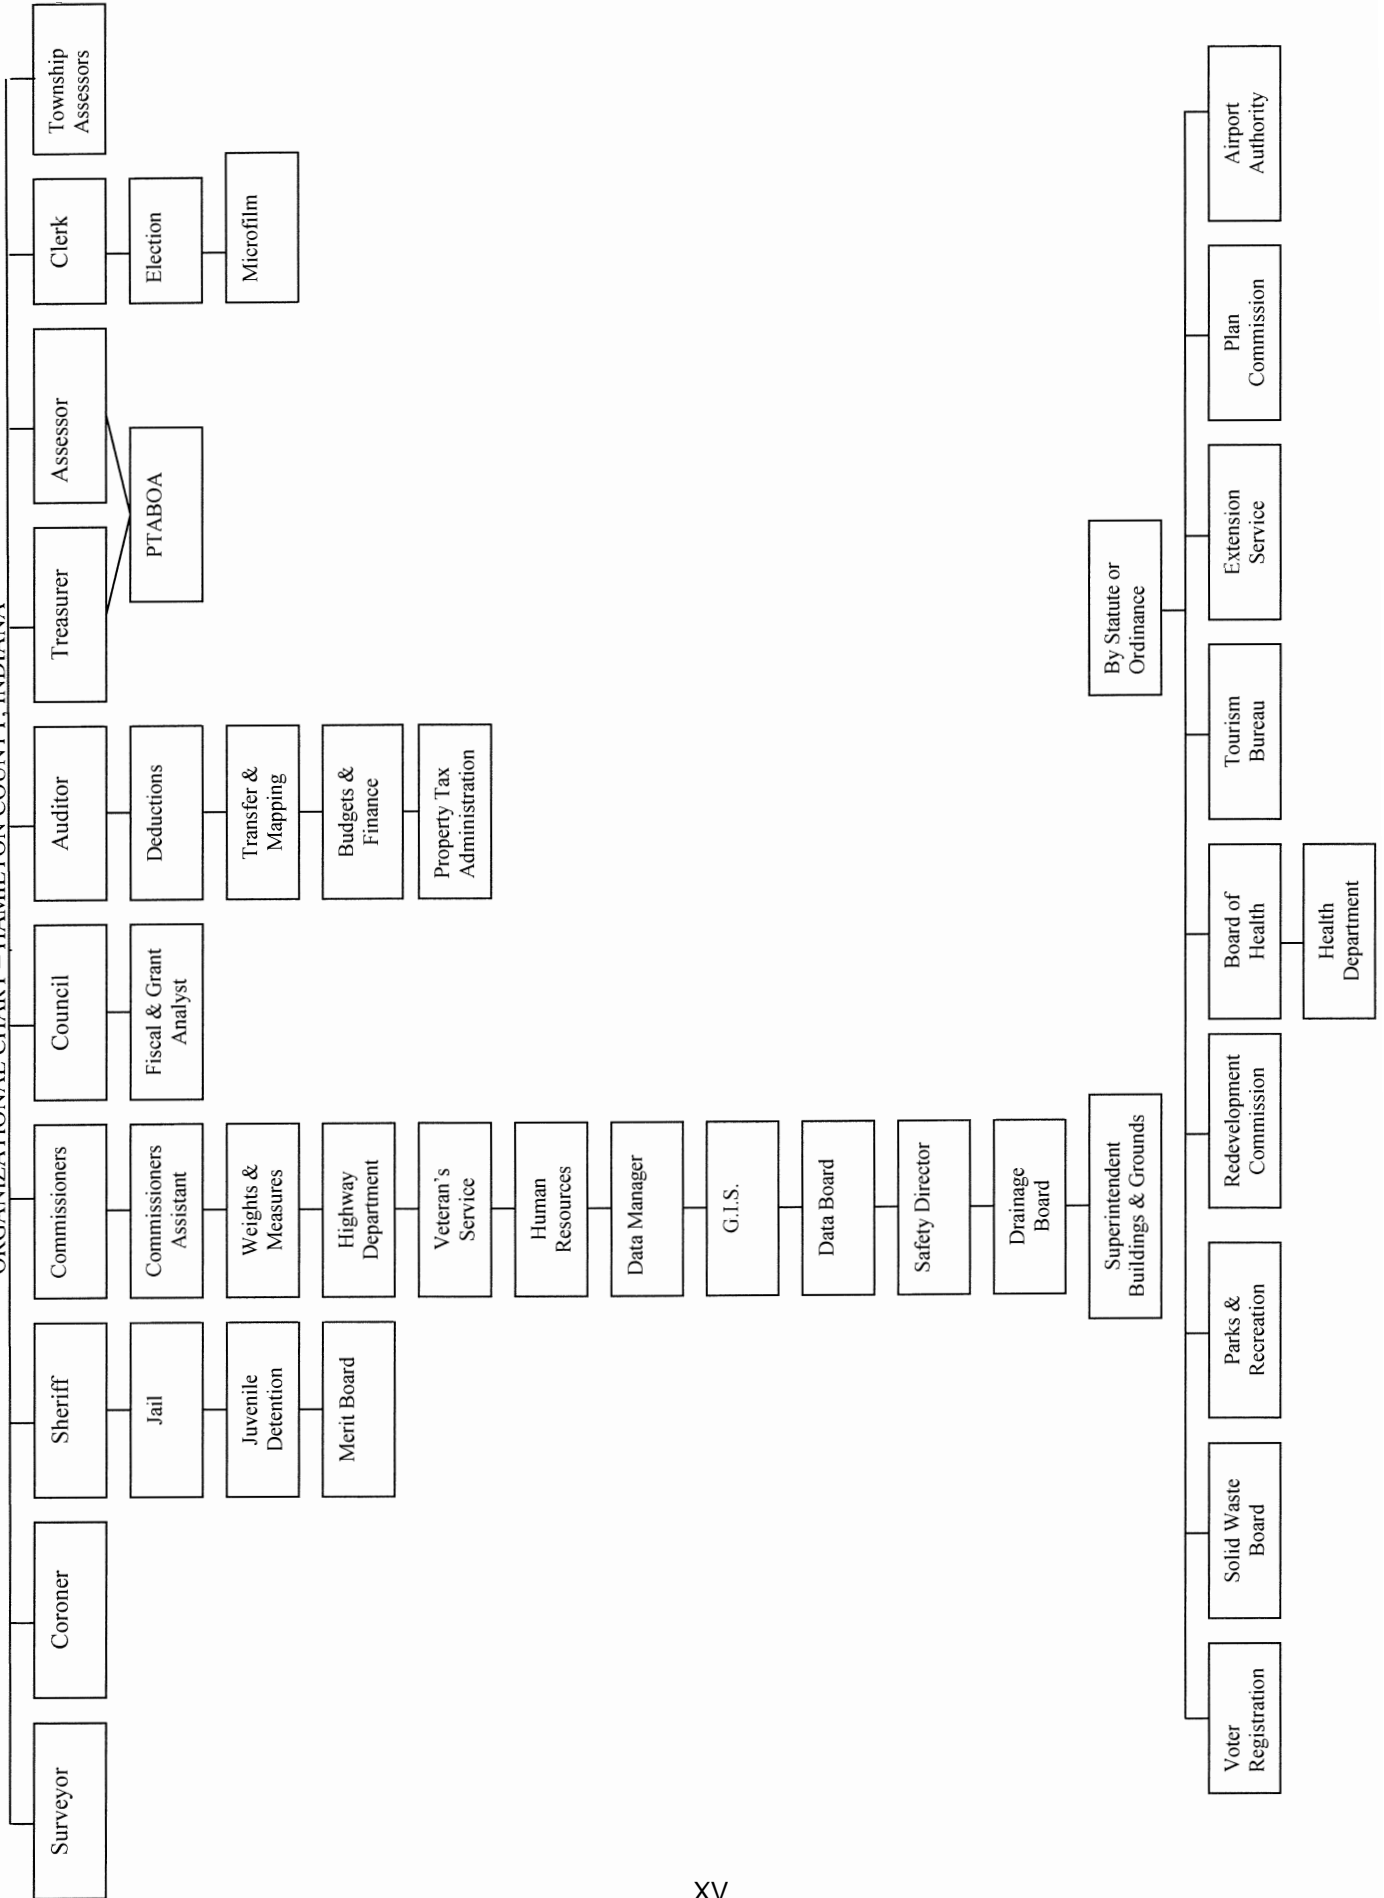 ORGANIZATIONAL CHART – HAMILTON COUNTY, INDIANA
Surveyor
Coroner
Sheriff
Jail
Juvenile
Detention
Merit Board
Commissioners
Commissioners
Assistant
Weights &
Measures
Highway
Department
Veteran's
Service
Human
Resources
Data Manager
G.I.S.
Data Board
Safety Director
Drainage
Board
Superintendent
Buildings & Grounds
Council
Fiscal & Grant
Analyst
Auditor
Deductions
Transfer &
Mapping
Budgets &
Finance
Property Tax
Administration
Treasurer
Assessor
PTABOA
Clerk
Election
Microfilm
Township
Assessors
By Statute or
Ordinance
Voter
Registration
Solid Waste
Board
Parks &
Recreation
Redevelopment
Commission
Board of
Health
Health
Department
Tourism
Bureau
Extension
Service
Plan
Commission
Airport
Authority
XV